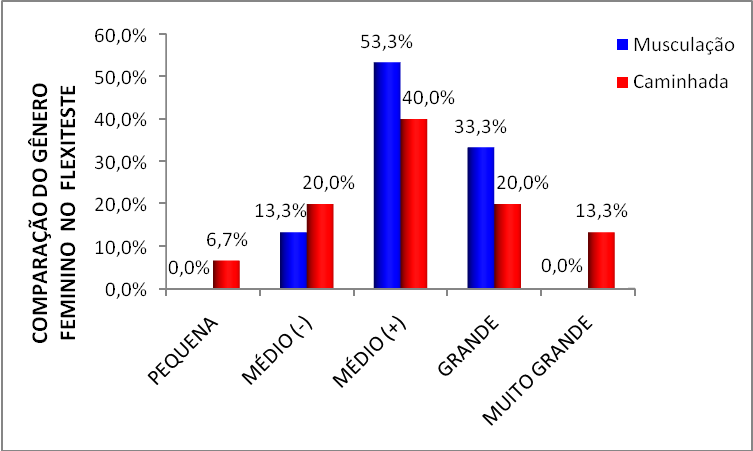 COMPARAÇÃO DO GÊNERO
FEMININO NO FLEXITESTE
60,0%
50,0%
40,0%
30,0%
20,0%
10,0%
0,0%
0,0%
6,7%
13,3%
20,0%
53,3%
40,0%
33,3%
20,0%
0,0%
13,3%
PEQUENA
MÉDIO (-)
MÉDIO (+)
GRANDE
MUITO GRANDE
Musculação
Caminhada